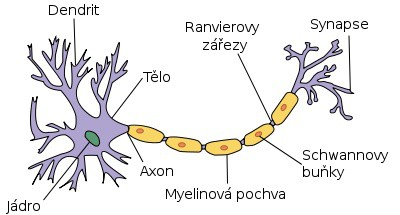 Dendrit
Ranvierovy
zářezy
Synapse
Tělo
Axon
Schwannovy
buňky
Myelinová pochva
Jádro